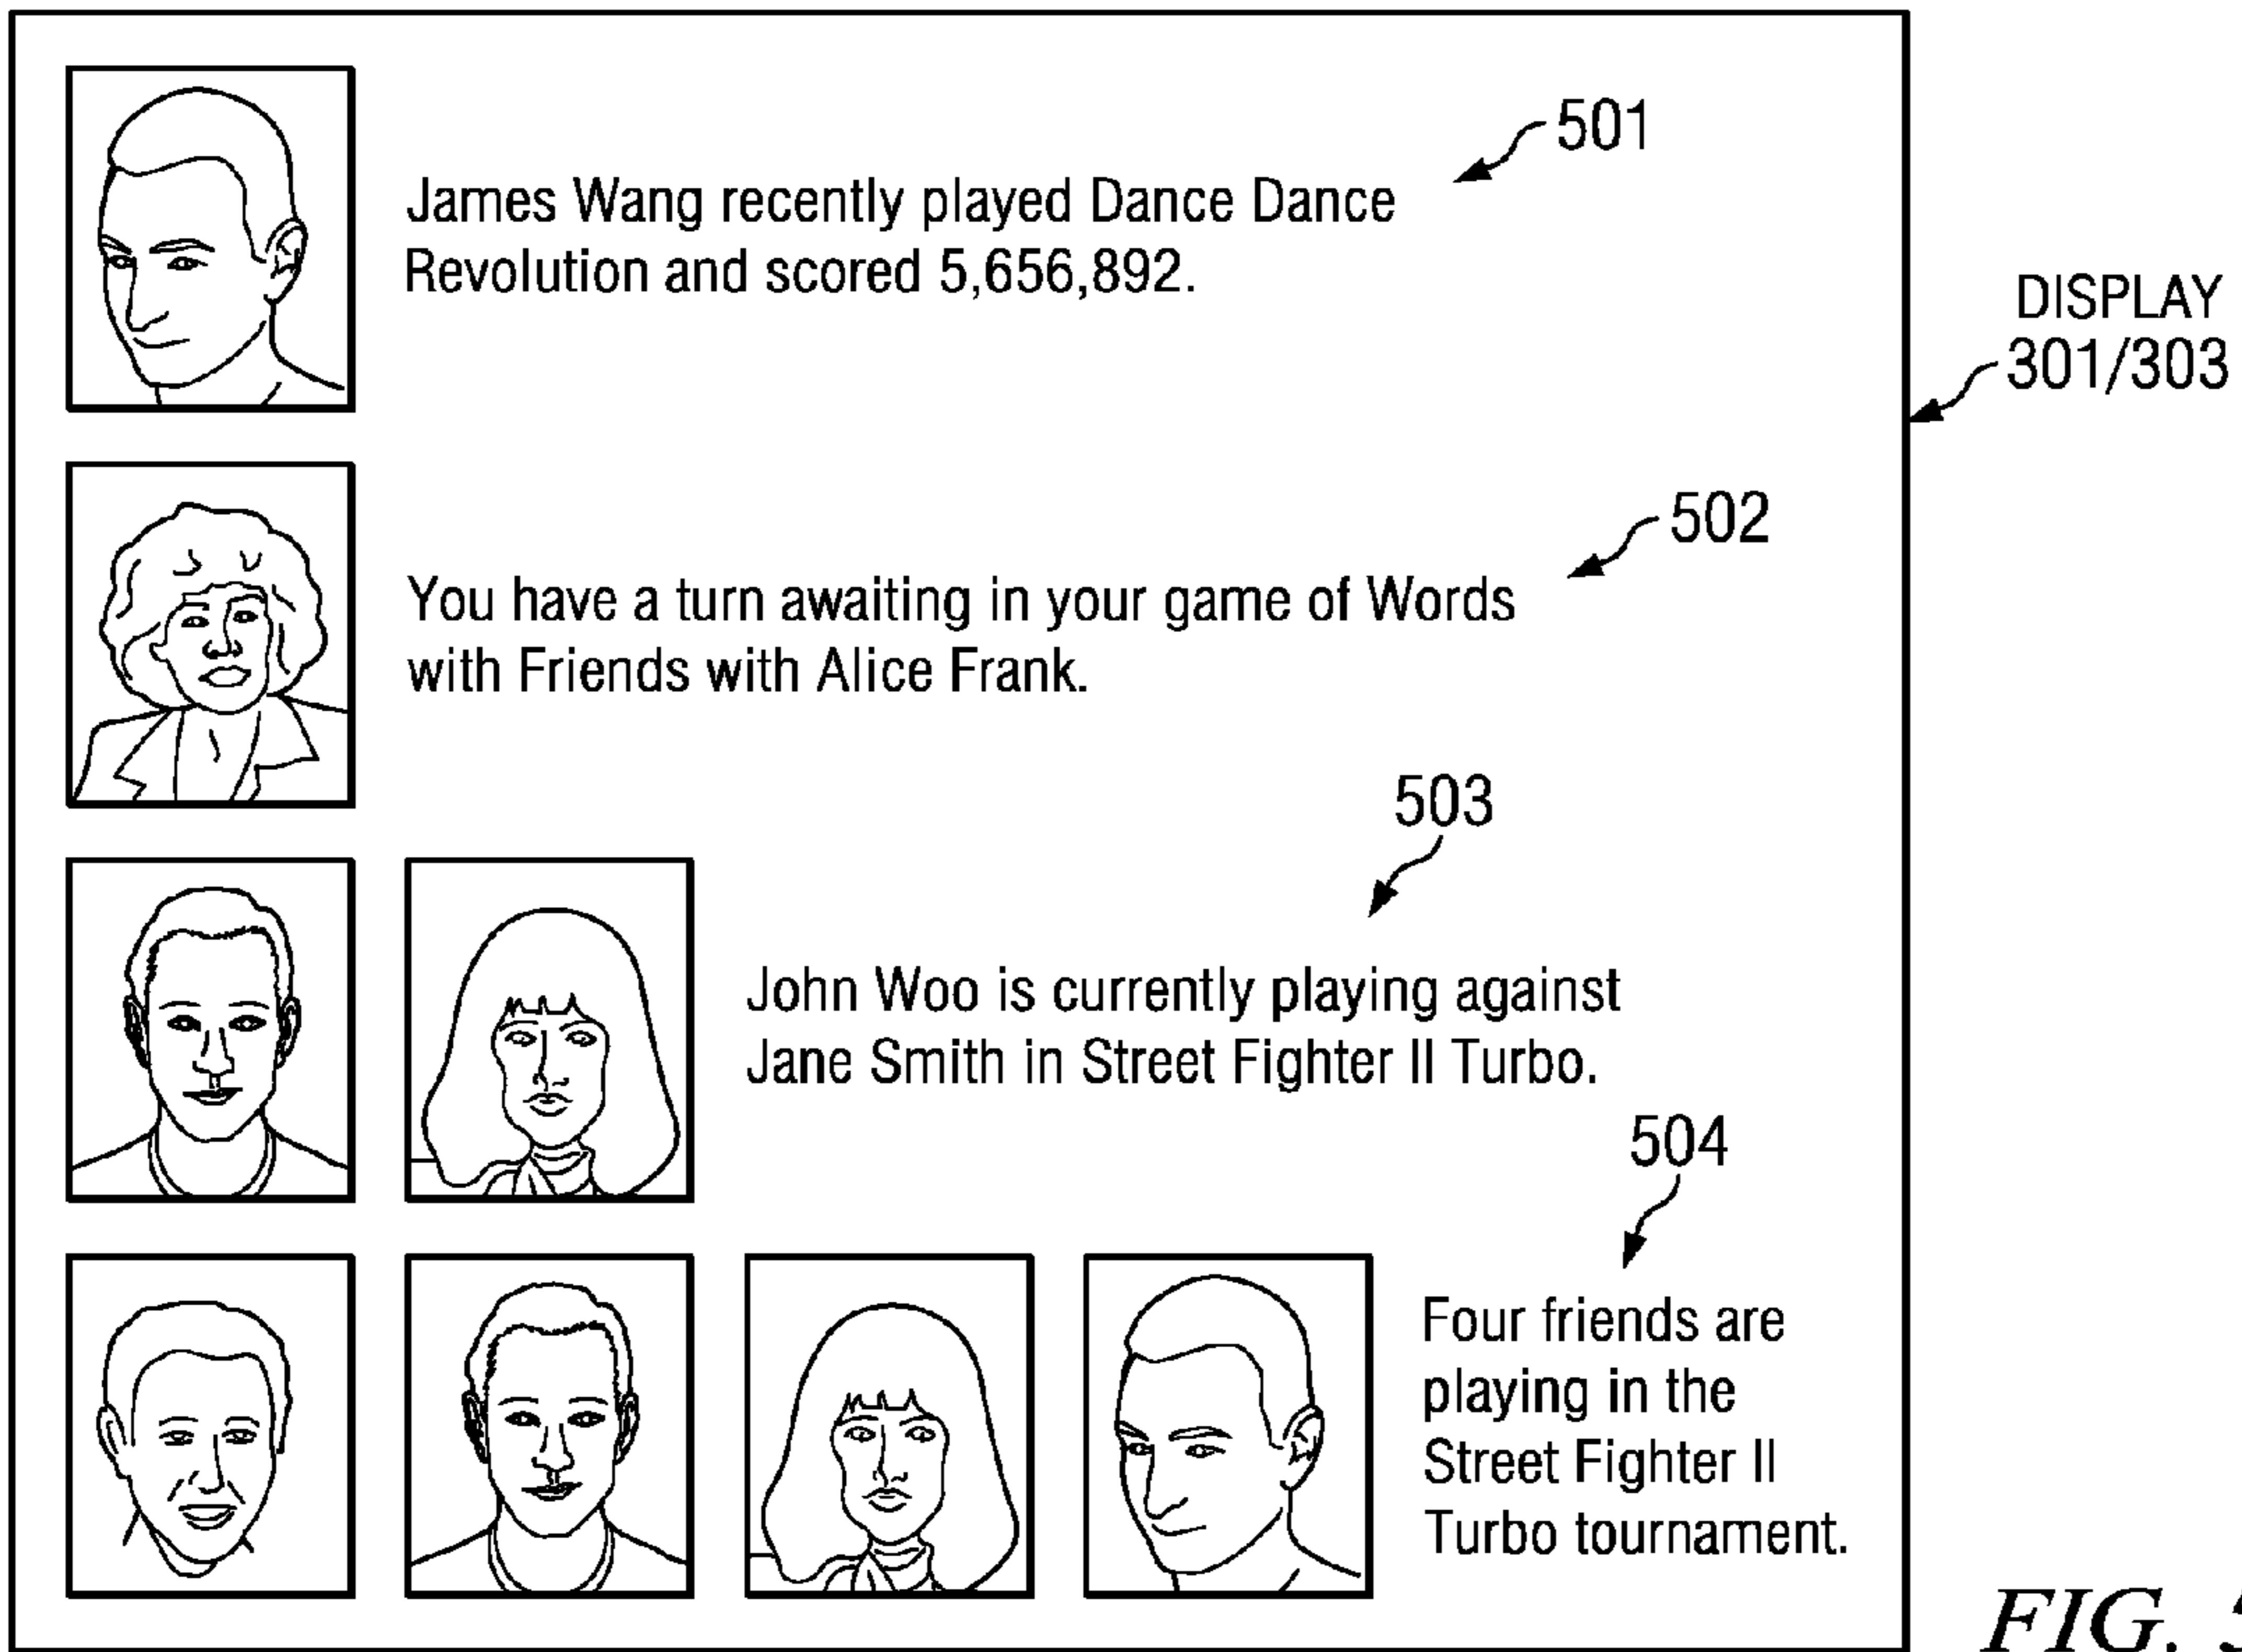 501
James Wang recently played Dance Dance
Revolution and scored 5,656,892.
DISPLAY
301/303
502
You have a turn awaiting in your game of Words
with Friends with Alice Frank.
503
John Woo is currently playing against
Jane Smith in Street Fighter II Turbo.
504
Four friends are
playing in the
Street Fighter II
Turbo tournament.
FIG. 5